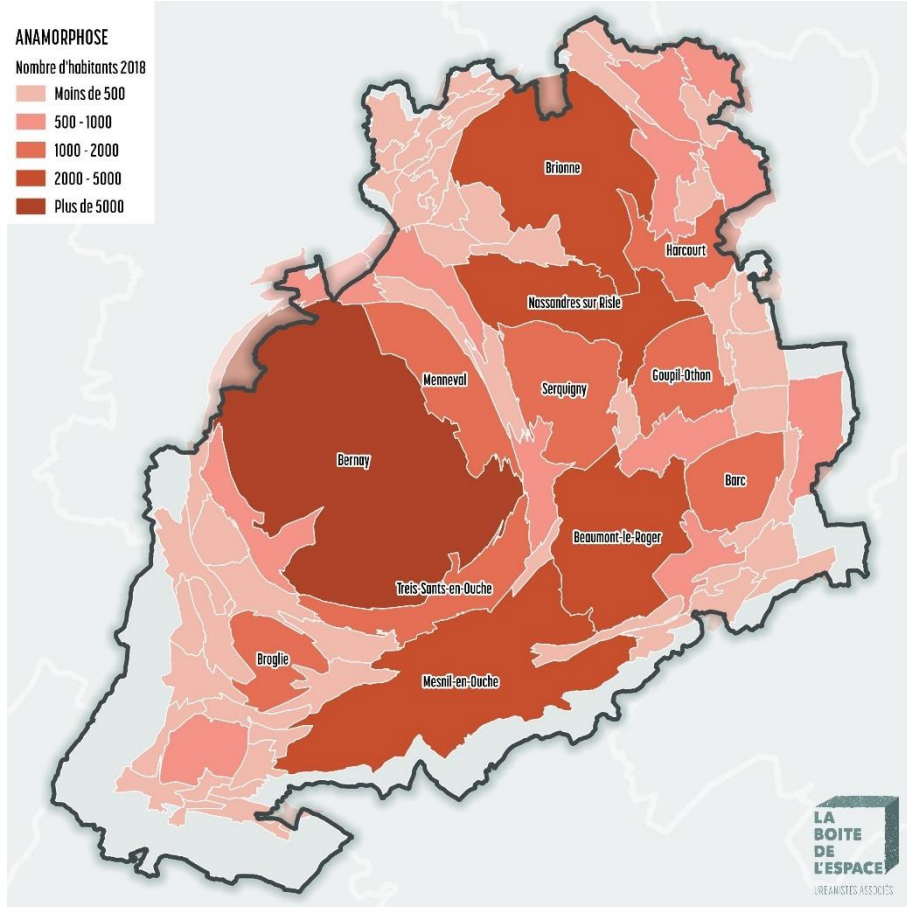 ANAMORPHOSE
Nombre d'habitants 2018
Moins de 500
500 - 1000
1000 - 2000
2000 - 5000
Plus de 5000
Brionne
Harcourt
Nassandres sur Risle
Menneval
Serquigny
Goupil-Othon
Bernay
Barc
Beaumont-le-Roger
Treis-Sants-en-Ouche
Broglie
Mesnil-en-Ouche
LA
BOITE
DE
L'ESPACE
URBANISTES ASSOCIÉS